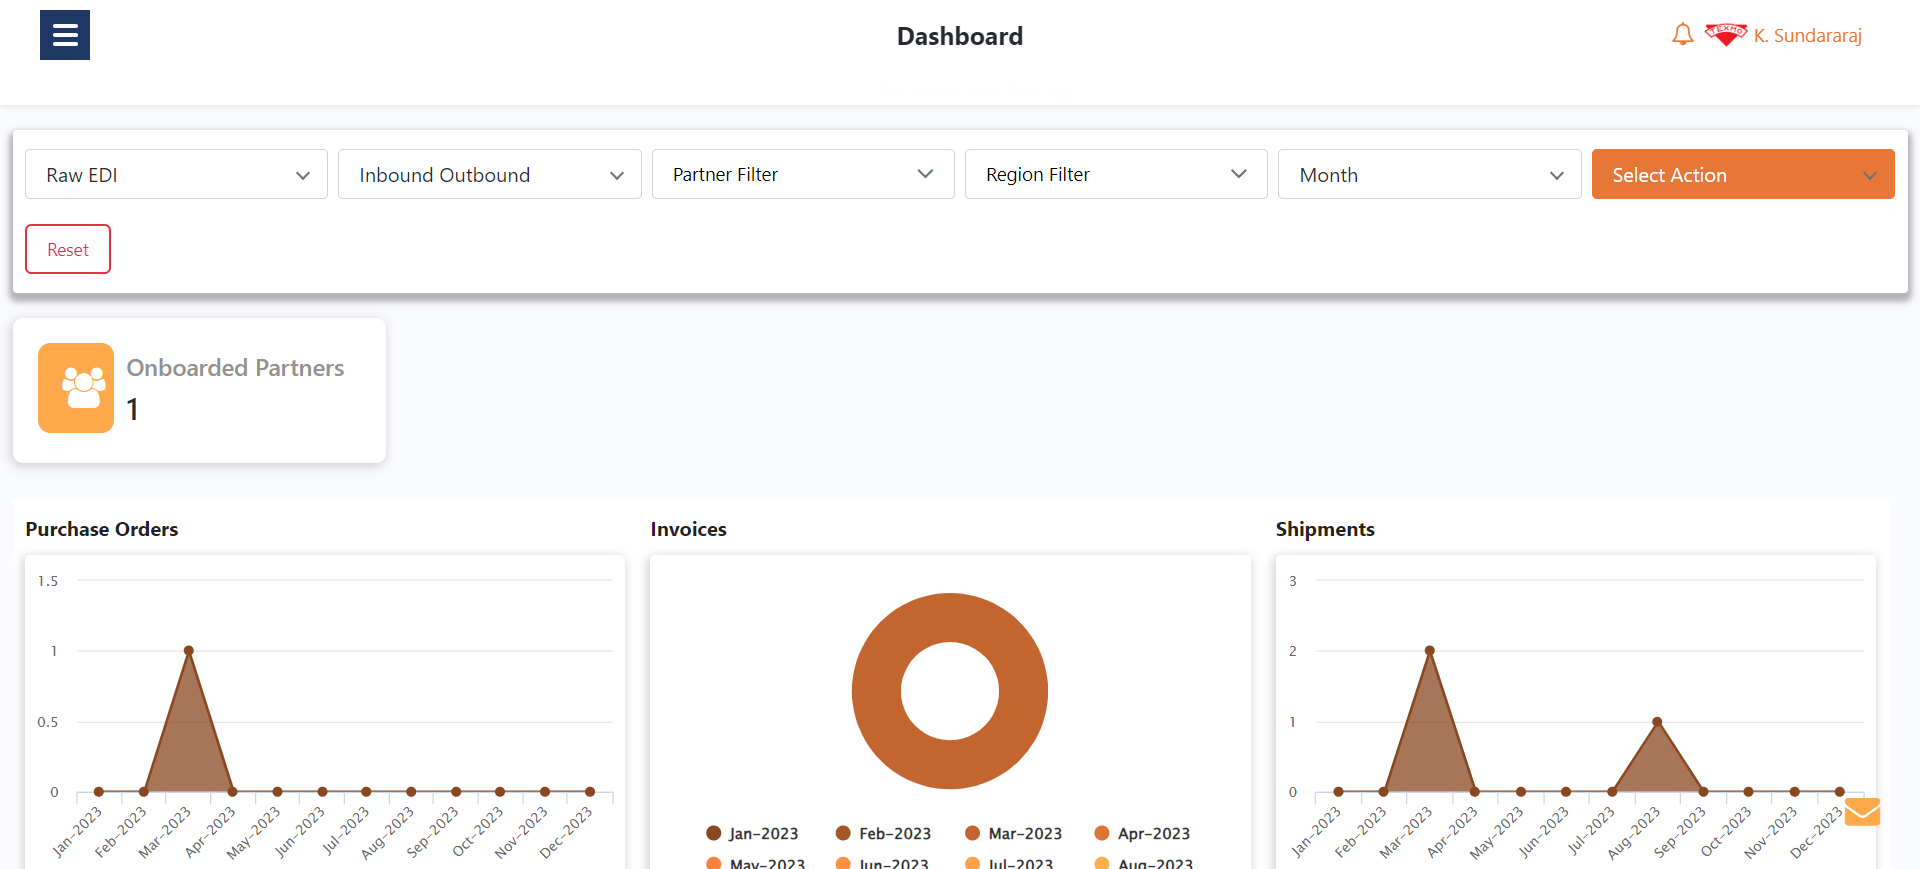 Dashboard
TEXMO
K. Sundararaj
Raw EDI
Inbound Outbound
Partner Filter
Region Filter
Month
Select Action
Reset
Onboarded Partners
1
Purchase Orders
1.5
1
0.5
0
Jan-2023
Feb-2023
Mar-2023
Apr-2023
May-2023
Jun-2023
Jul-2023
Aug-2023
Sep-2023
Oct-2023
Nov-2023
Dec-2023
Invoices
Jan-2023 Feb-2023 Mar-2023 Apr-2023
May-2023 Jun-2023 Jul-2023 Aug-2023
Shipments
3
2
1
0
Jan-2023
Feb-2023
Mar-2023
Apr-2023
May-2023
Jun-2023
Jul-2023
Aug-2023
Sep-2023
Oct-2023
Nov-2023
Dec-2023